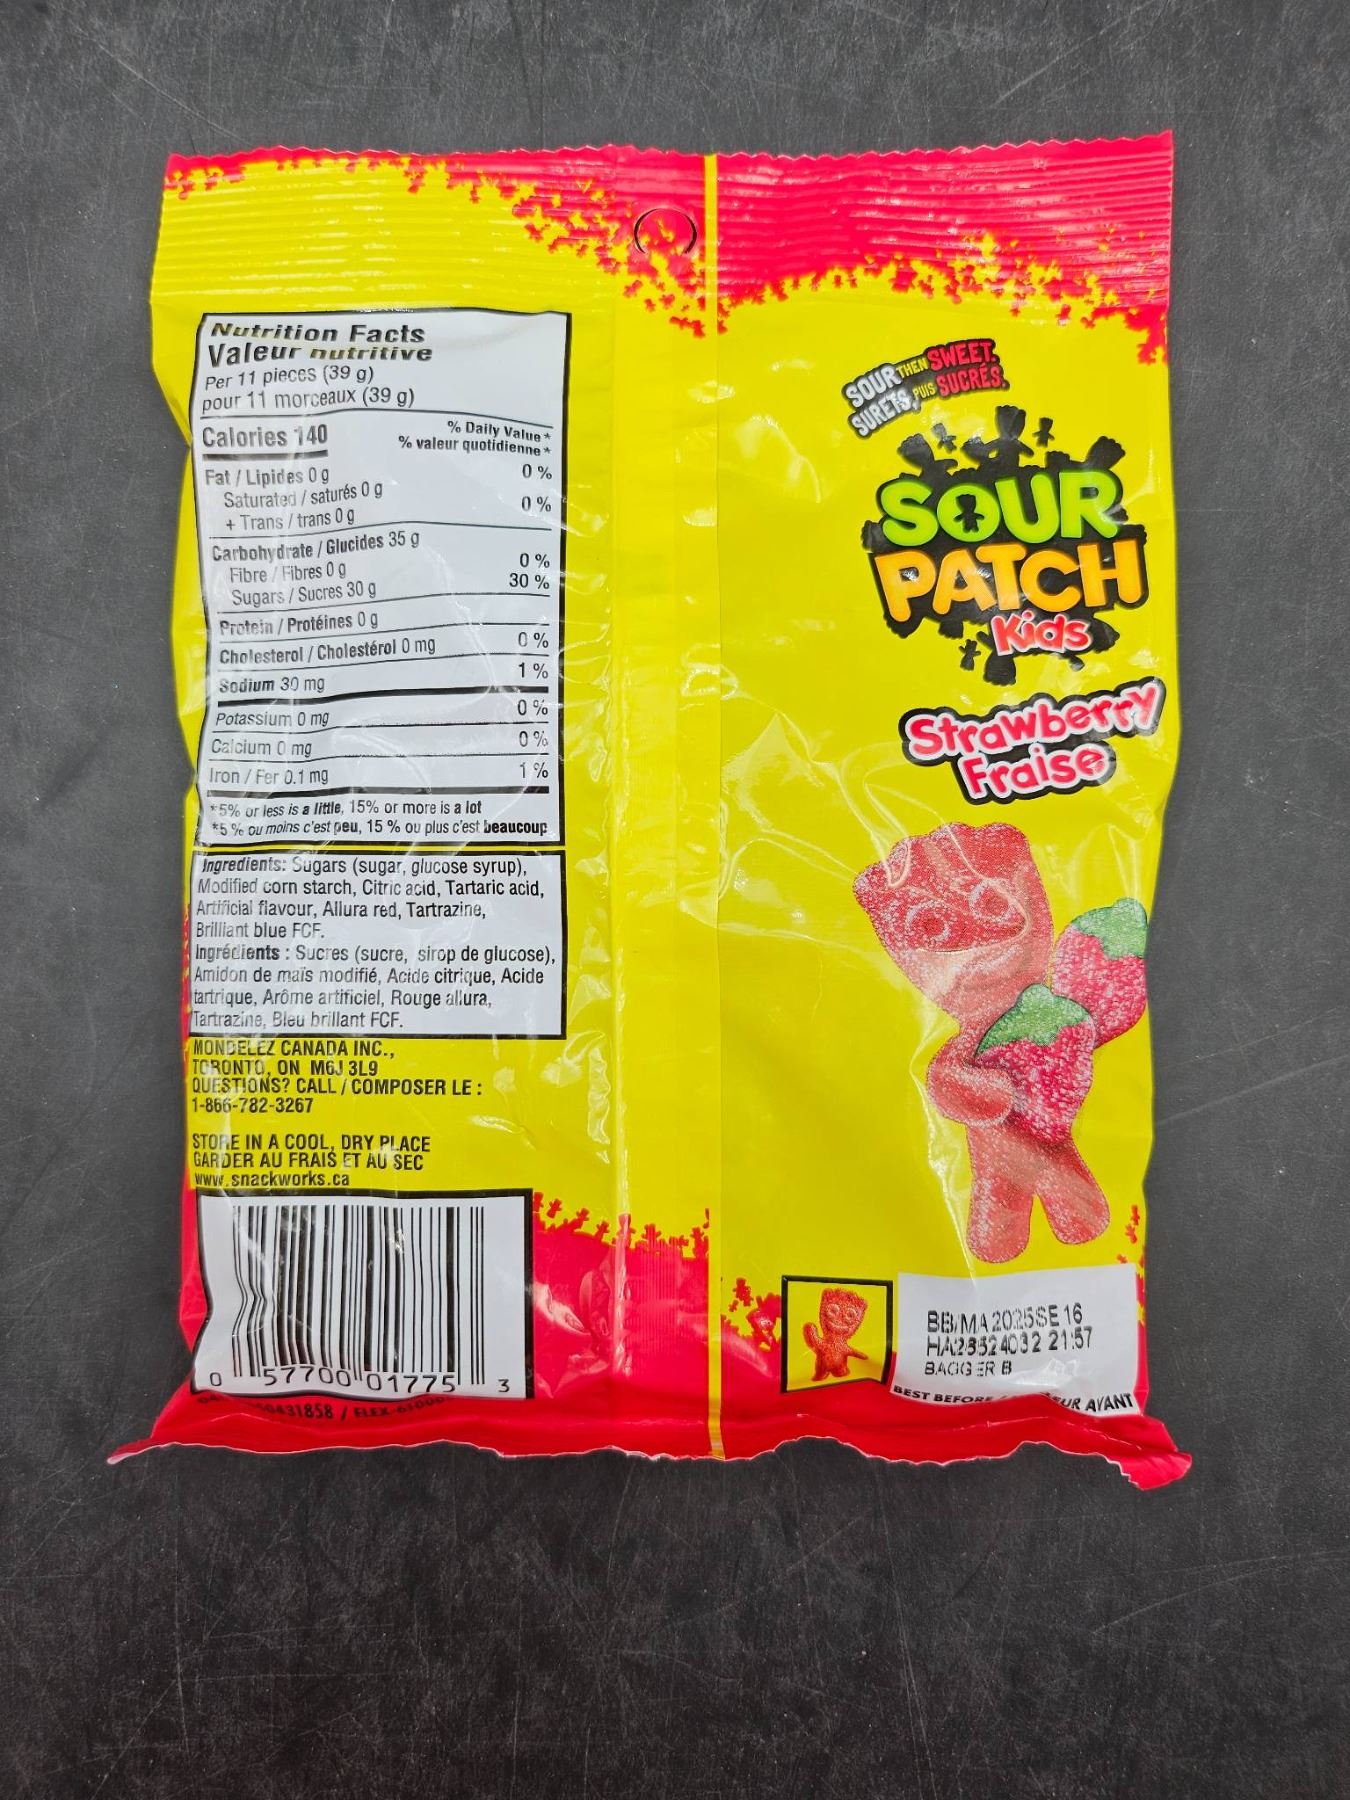 Nutrition Facts
Valeur nutritive
Per 11 pieces (39 g)
pour 11 morceaux (39 g)
Calories 140
% Daily Value*
% valeur quotidienne*
Fat / Lipides 0 g 0 %
Saturated / saturés 0 g
+ Trans / trans 0 g 0 %
Carbohydrate / Glucides 35 g
Fibre / Fibres 0 g 0 %
Sugars / Sucres 30 g 30 %
Protein / Protéines 0 g
Cholesterol / Cholestérol 0 mg 0 %
Sodium 30 mg 1 %
Potassium 0 mg 0 %
Calcium 0 mg 0 %
Iron / Fer 0.1 mg 1 %
*5% or less is a little, 15% or more is a lot
*5 % ou moins c'est peu, 15 % ou plus c'est beaucoup
Ingredients: Sugars (sugar, glucose syrup),
Modified corn starch, Citric acid, Tartaric acid,
Artificial flavour, Allura red, Tartrazine,
Brilliant blue FCF.
Ingrédients : Sucres (sucre, sirop de glucose),
Amidon de maïs modifié, Acide citrique, Acide
tartrique, Arôme artificiel, Rouge allura,
Tartrazine, Bleu brillant FCF.
MONDELEZ CANADA INC.,
TORONTO, ON M6J 3L9
QUESTIONS? CALL / COMPOSER LE :
1-866-782-3267
STORE IN A COOL, DRY PLACE
GARDER AU FRAIS ET AU SEC
www.snackworks.ca
0 57700 01775 3
SOUR THEN SWEET.
SURETS, PUIS SUCRÉS.
SOUR
PATCH
Kids
Strawberry
Fraise
BB/MA 2025 SE 16
HA28524032 21:57
BAGGER B
BEST BEFORE AVANT